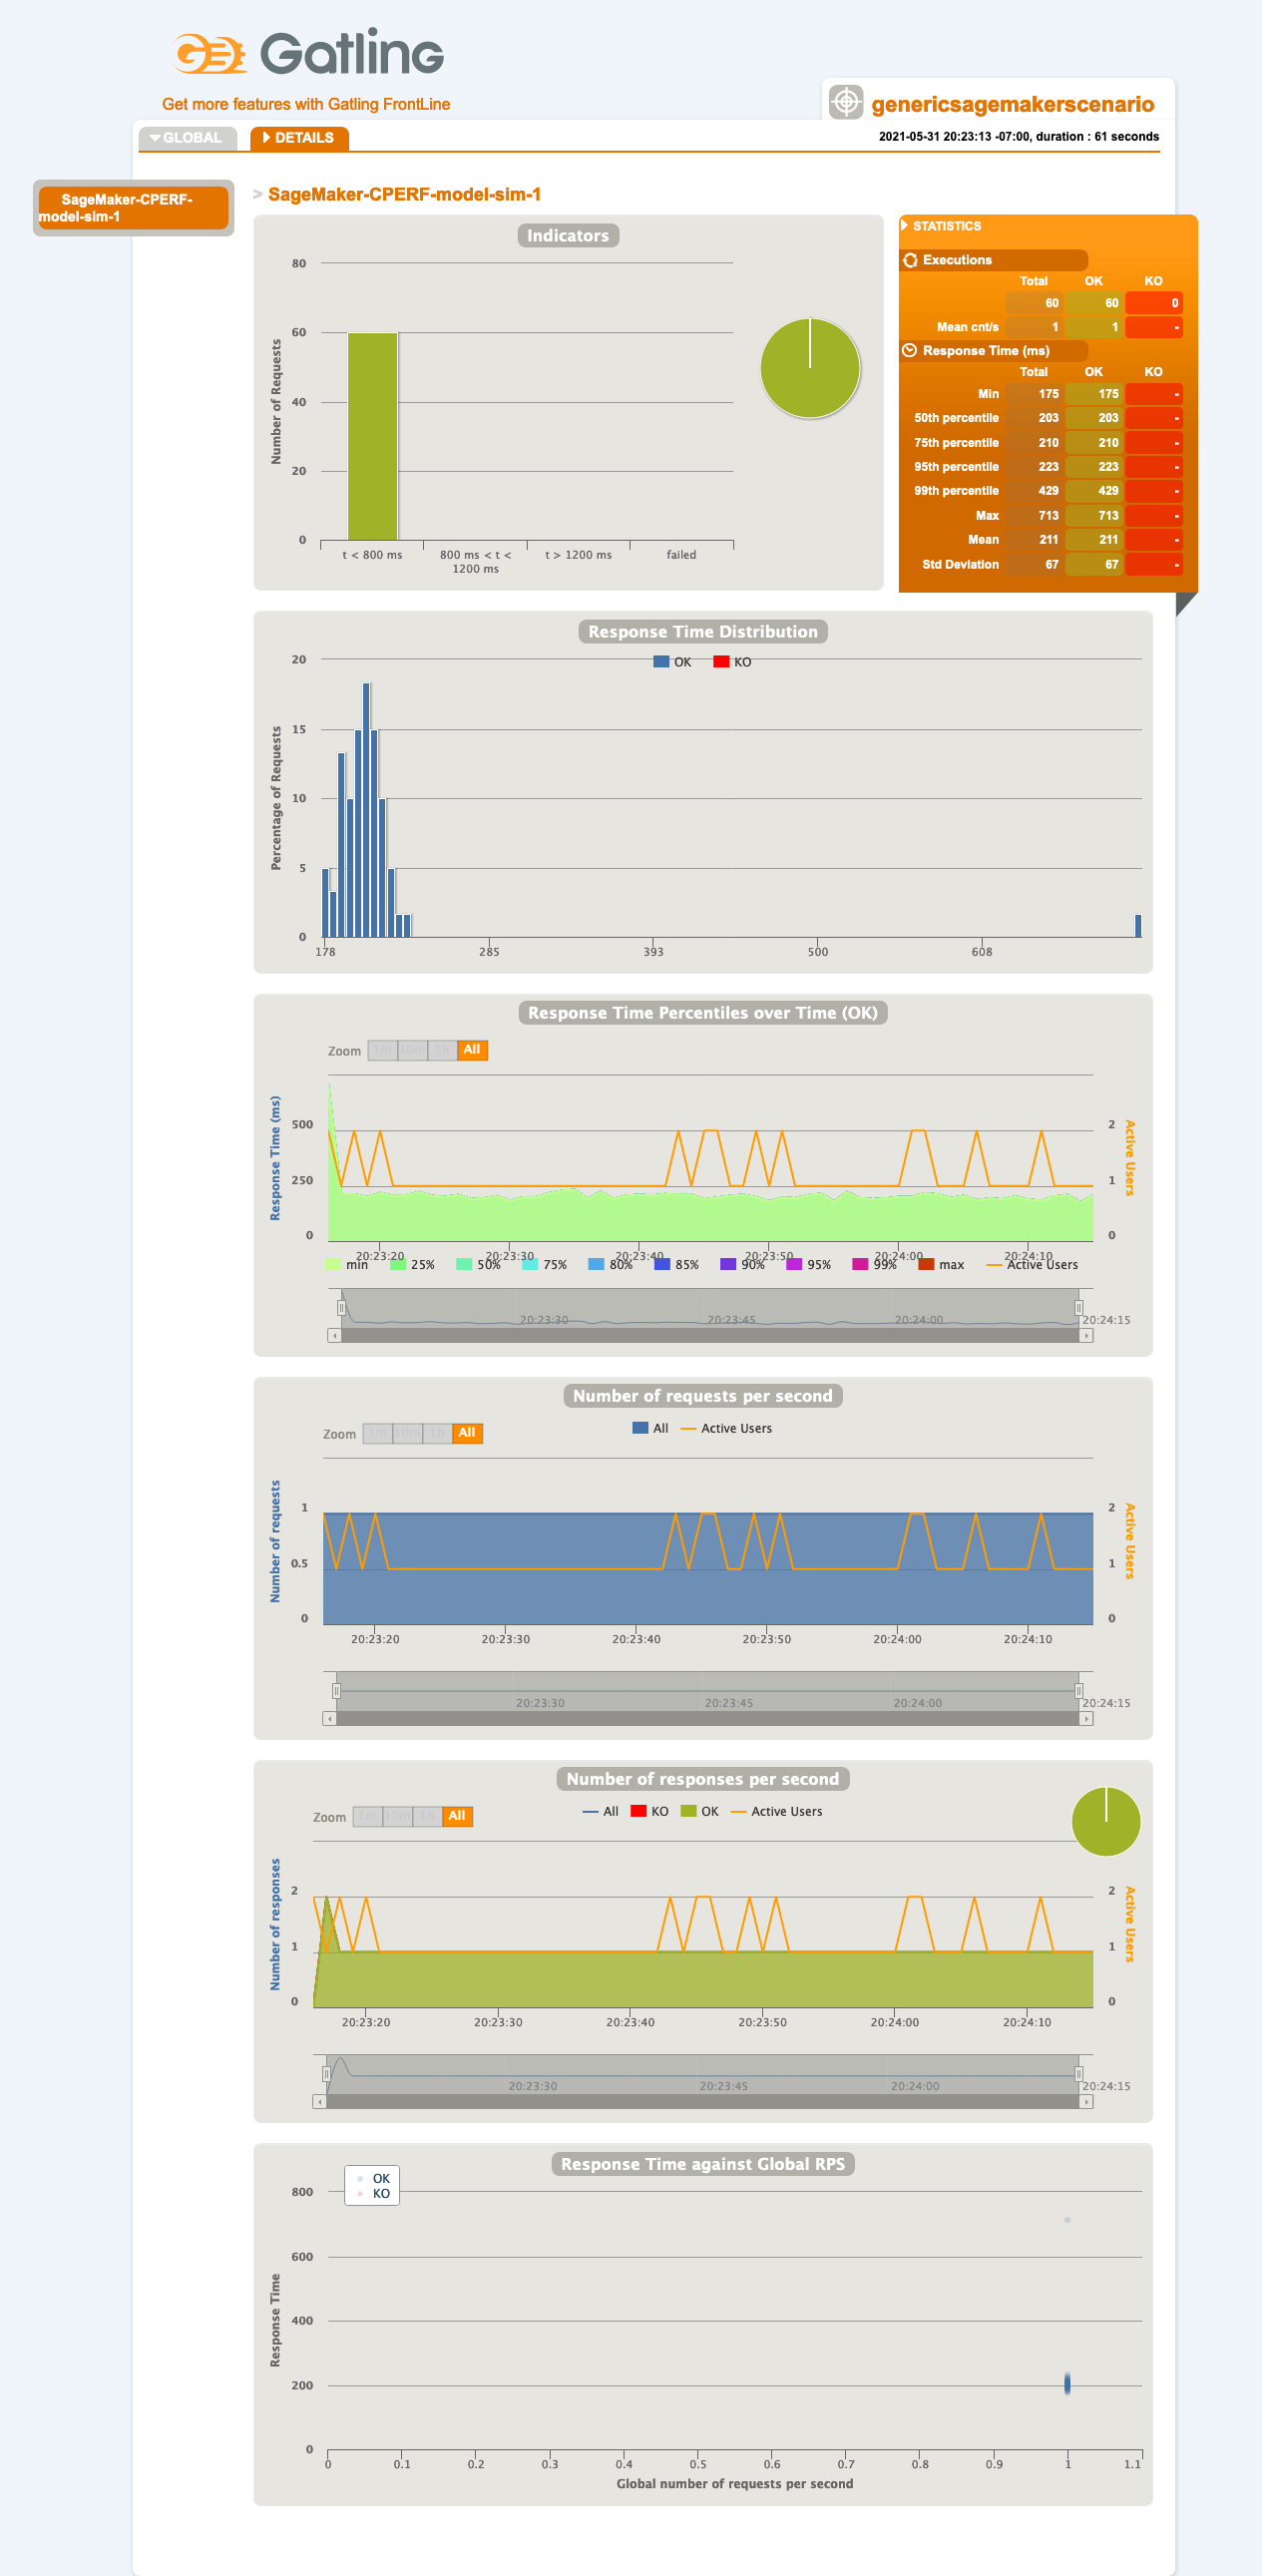 Gatling
Get more features with Gatling FrontLine
genericsagemakerscenario
GLOBAL
DETAILS
2021-05-31 20:23:13 -07:00, duration : 61 seconds
SageMaker-CPERF-
model-sim-1
> SageMaker-CPERF-model-sim-1
Indicators
Number of Requests
80
60
40
20
0
t < 800 ms
800 ms < t <
1200 ms
t > 1200 ms
failed
STATISTICS
Executions
Total OK KO
60 60 0
Mean cnt/s 1 1 -
Response Time (ms)
Total OK KO
Min 175 175 -
50th percentile 203 203 -
75th percentile 210 210 -
95th percentile 223 223 -
99th percentile 429 429 -
Max 713 713 -
Mean 211 211 -
Std Deviation 67 67 -
Response Time Distribution
OK KO
Percentage of Requests
20
15
10
5
0
178 285 393 500 608
Response Time Percentiles over Time (OK)
Zoom 1m 10m 1h All
Response Time (ms)
500
250
0
Active Users
2
1
0
20:23:20 20:23:30 20:23:40 20:23:50 20:24:00 20:24:10
min 25% 50% 75% 80% 85% 90% 95% 99% max Active Users
20:23:30 20:23:45 20:24:00 20:24:15
Number of requests per second
Zoom 1m 10m 1h All
All Active Users
Number of requests
1
0.5
0
Active Users
2
1
0
20:23:20 20:23:30 20:23:40 20:23:50 20:24:00 20:24:10
20:23:30 20:23:45 20:24:00 20:24:15
Number of responses per second
Zoom 1m 10m 1h All
All KO OK Active Users
Number of responses
2
1
0
Active Users
2
1
0
20:23:20 20:23:30 20:23:40 20:23:50 20:24:00 20:24:10
20:23:30 20:23:45 20:24:00 20:24:15
Response Time against Global RPS
OK
KO
Response Time
800
600
400
200
0
0 0.1 0.2 0.3 0.4 0.5 0.6 0.7 0.8 0.9 1 1.1
Global number of requests per second